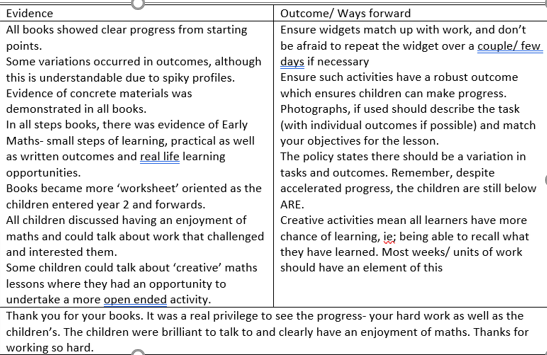 Evidence
All books showed clear progress from starting
points.
Some variations occurred in outcomes, although
this is understandable due to spiky profiles.
Evidence of concrete materials was
demonstrated in all books.
In all steps books, there was evidence of Early
Maths- small steps of learning, practical as well
as written outcomes and real life learning
opportunities.
Books became more ‘worksheet’ oriented as the
children entered year 2 and forwards.
All children discussed having an enjoyment of
maths and could talk about work that challenged
and interested them.
Some children could talk about ‘creative’ maths
lessons where they had an opportunity to
undertake a more open ended activity.
Outcome/ Ways forward
Ensure widgets match up with work, and don’t
be afraid to repeat the widget over a couple/ few
days if necessary
Ensure such activities have a robust outcome
which ensures children can make progress.
Photographs, if used should describe the task
(with individual outcomes if possible) and match
your objectives for the lesson.
The policy states there should be a variation in
tasks and outcomes. Remember, despite
accelerated progress, the children are still below
ARE.
Creative activities mean all learners have more
chance of learning, ie; being able to recall what
they have learned. Most weeks/ units of work
should have an element of this
Thank you for your books. It was a real privilege to see the progress- your hard work as well as the
children’s. The children were brilliant to talk to and clearly have an enjoyment of maths. Thanks for
working so hard.